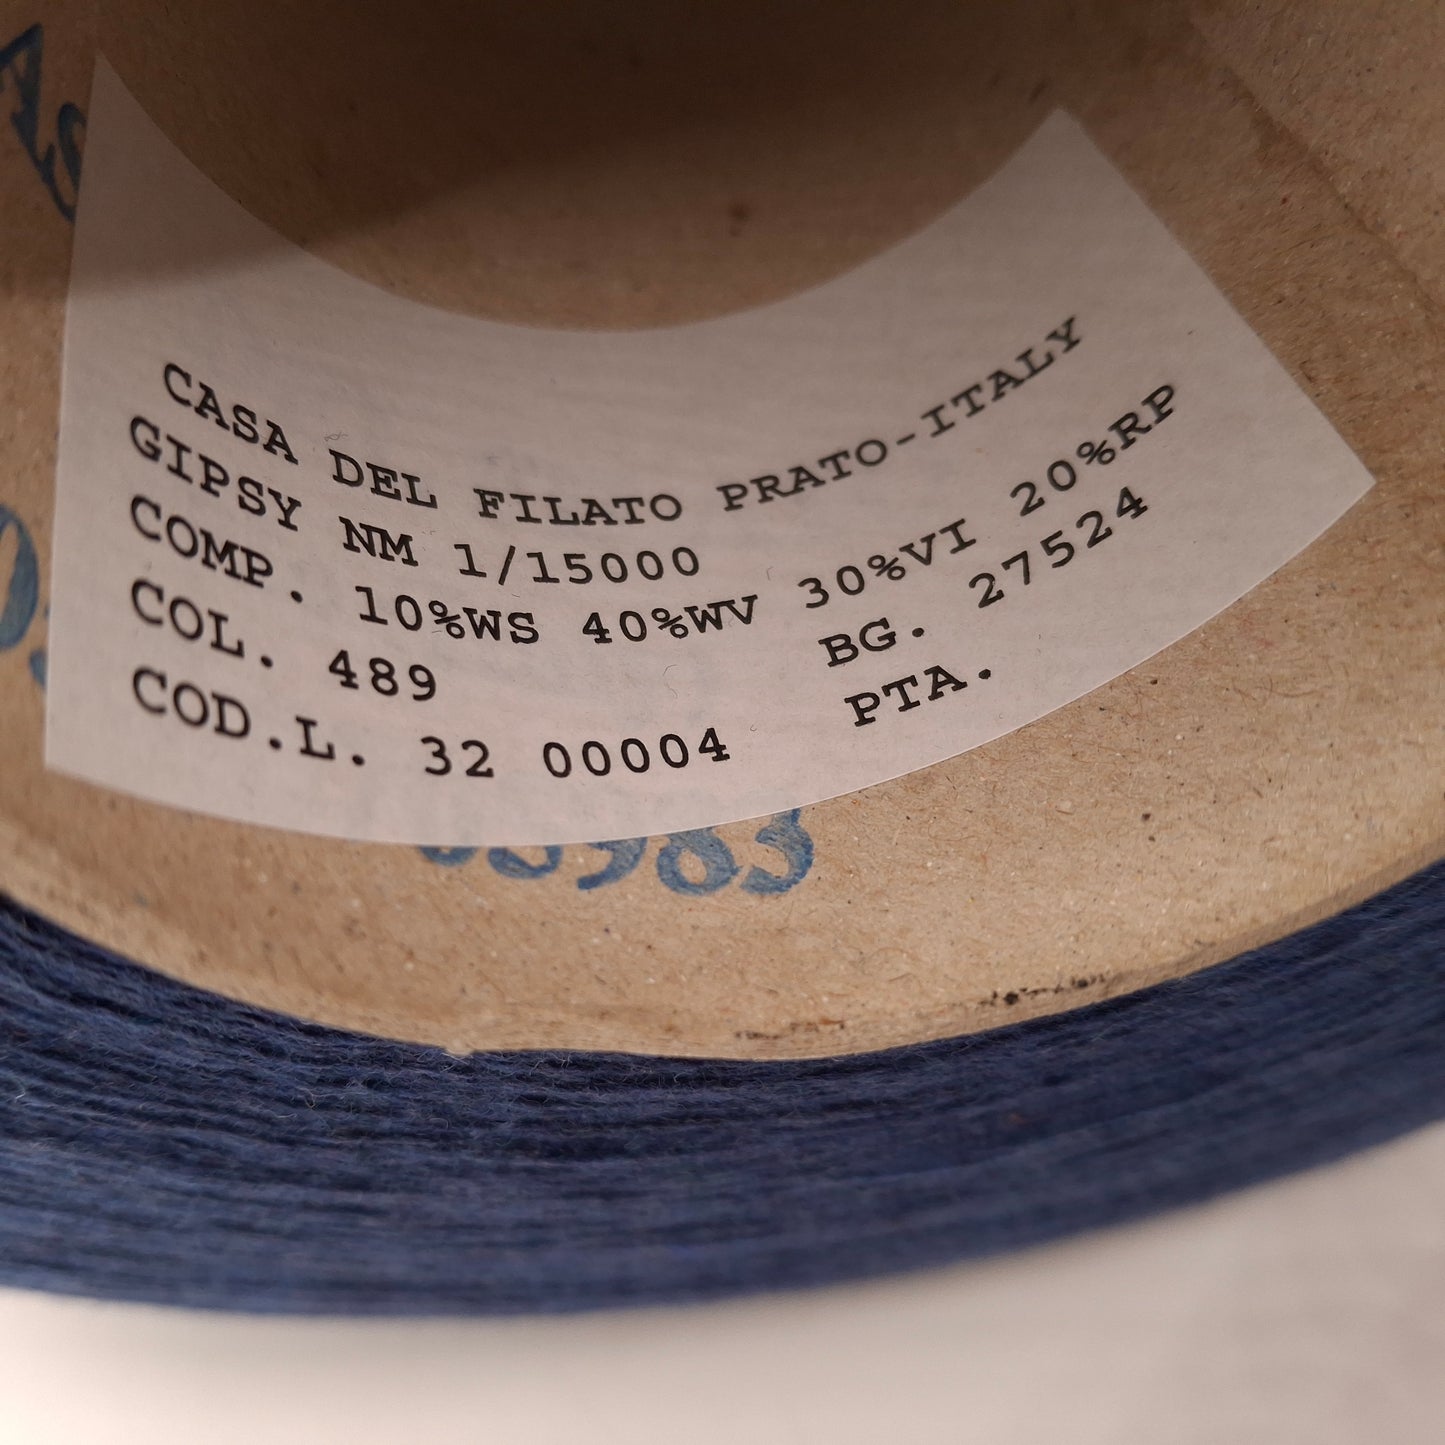 CASA DEL FILATO PRATO-ITALY
GIPSY NM 1/15000
COMP. 10%WS 40%WV 30%VI 20%RP
COL. 489 BG. 27524
COD.L. 32 00004 PTA.
983